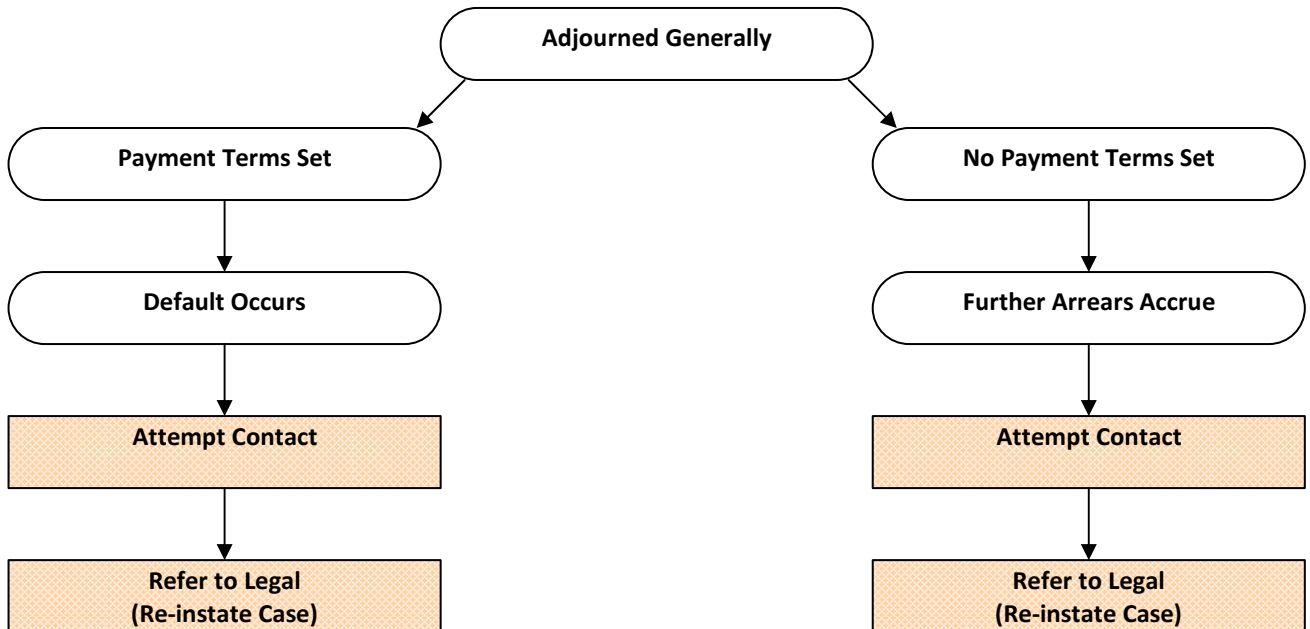 Adjourned Generally
Payment Terms Set
No Payment Terms Set
Default Occurs
Further Arrears Accrue
Attempt Contact
Attempt Contact
Refer to Legal
(Re-instate Case)
Refer to Legal
(Re-instate Case)